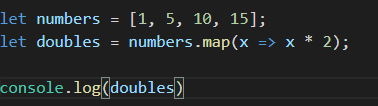 let numbers = [1, 5, 10, 15];
let doubles = numbers.map(x => x * 2);
console.log(doubles)